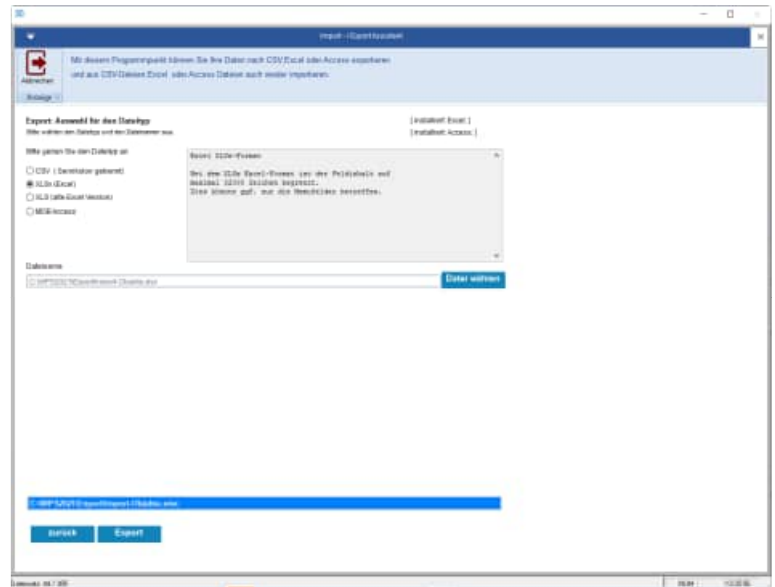 Import- / Exportassistent
Mit diesem Programmpunkt können Sie Ihre Daten nach CSV, Excel oder Access exportieren
und aus CSV-Dateien, Excel oder Access Dateien auch wieder importieren.
Abbrechen
Anzeige
Export: Auswahl für den Dateityp
[ installiert: Excel: ]
Bitte wählen den Dateityp und den Dateinamen aus.
[ installiert: Access: ]
Bitte geben Sie den Dateityp an
Excel XLSx-Format
CSV ( Semikolon getrennt)
Bei dem XLSx Excel-Format ist der Feldinhalt auf
XLSx (Excel)
maximal 32000 Zeichen begrenzt.
XLS (alte Excel Version)
Dies könnte ggf. nur die Memofelder betreffen.
MDB Access
Dateiname
Datei wählen
zurück
Export